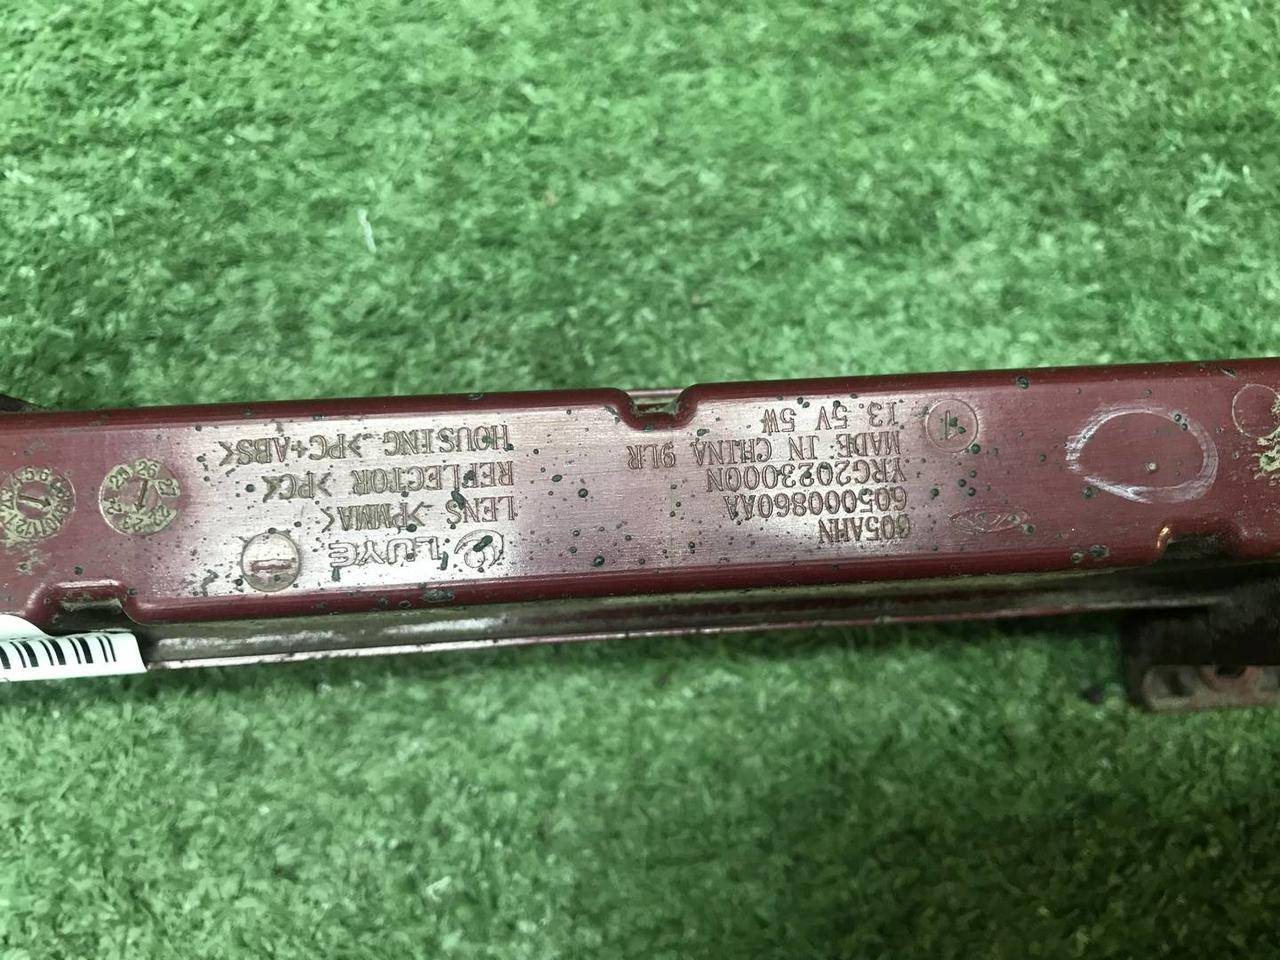 605AHN
605000860AA
YRG2023000N
MADE IN CHINA 9LR
13.5V 5W
LUYE
LENS >PMMA<
REFLECTOR >PC<
HOUSING >PC+ABS<